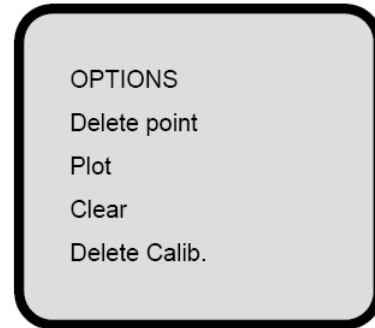 OPTIONS
Delete point
Plot
Clear
Delete Calib.